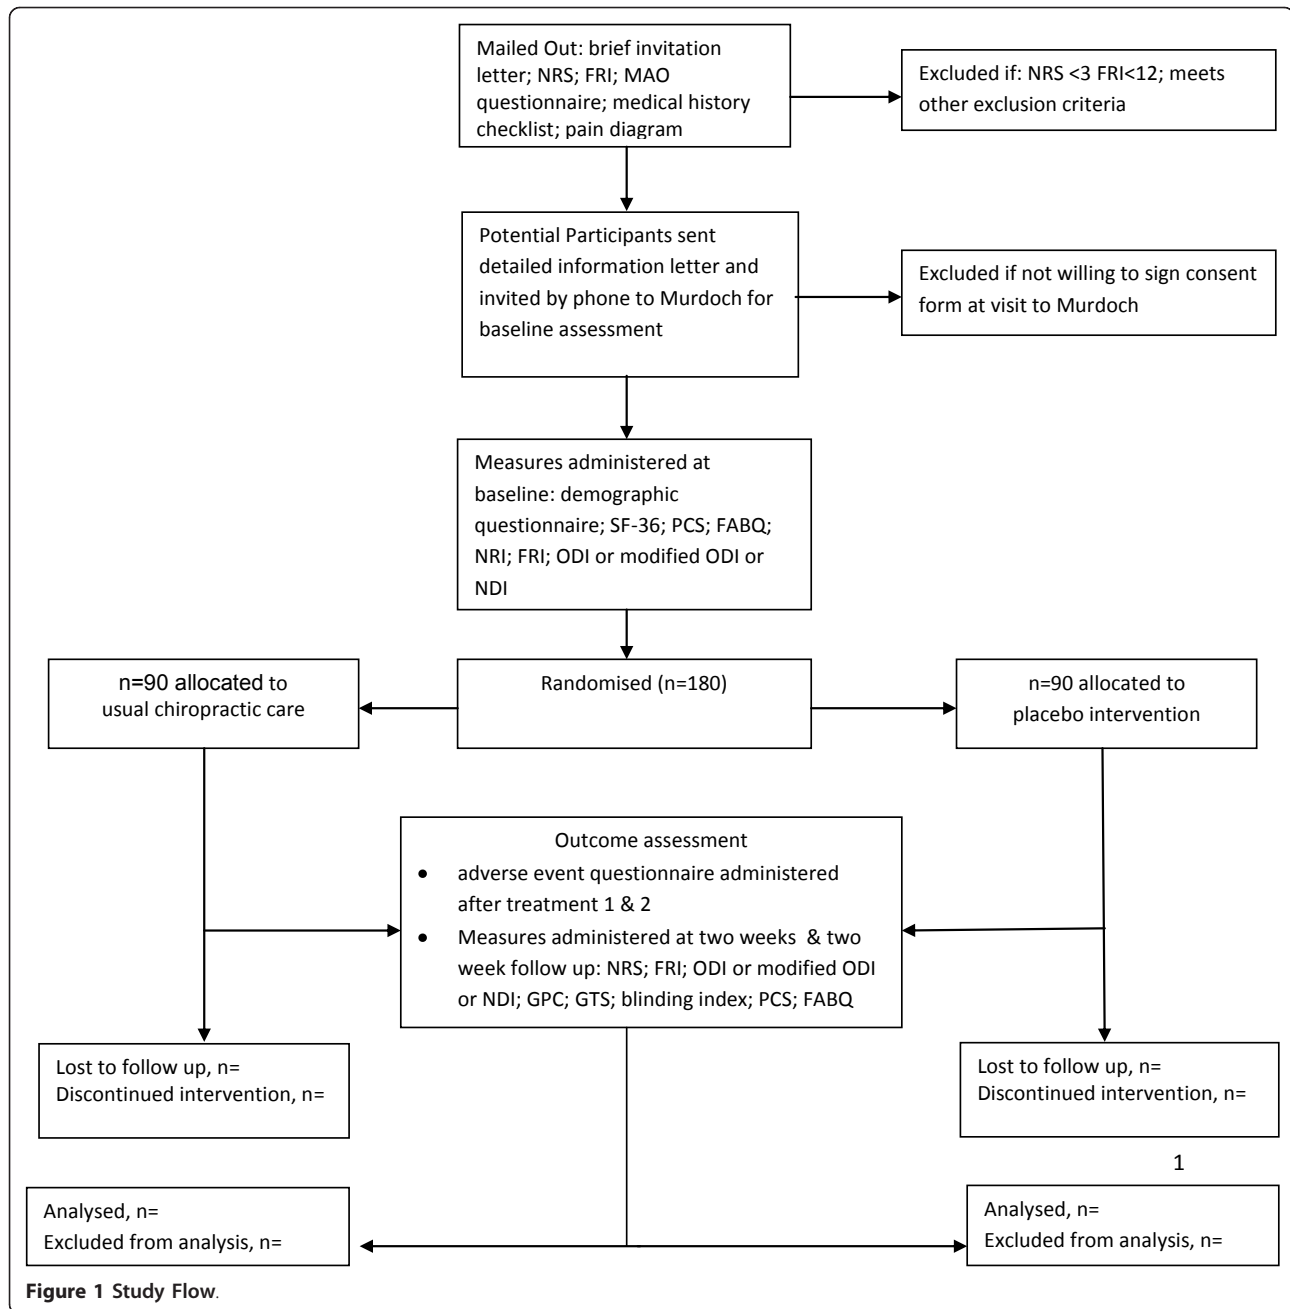 Mailed Out: brief invitation
letter; NRS; FRI; MAO
questionnaire; medical history
checklist; pain diagram
Excluded if: NRS <3 FRI<12; meets
other exclusion criteria
Potential Participants sent
detailed information letter and
invited by phone to Murdoch for
baseline assessment
Excluded if not willing to sign consent
form at visit to Murdoch
Measures administered at
baseline: demographic
questionnaire; SF-36; PCS; FABQ;
NRI; FRI; ODI or modified ODI or
NDI
n=90 allocated to
usual chiropractic care
Randomised (n=180)
n=90 allocated to
placebo intervention
Outcome assessment
• adverse event questionnaire administered
after treatment 1 & 2
• Measures administered at two weeks & two
week follow up: NRS; FRI; ODI or modified ODI
or NDI; GPC; GTS; blinding index; PCS; FABQ
Lost to follow up, n=
Discontinued intervention, n=
Lost to follow up, n=
Discontinued intervention, n=
1
Analysed, n=
Excluded from analysis, n=
Analysed, n=
Excluded from analysis, n=
Figure 1 Study Flow.